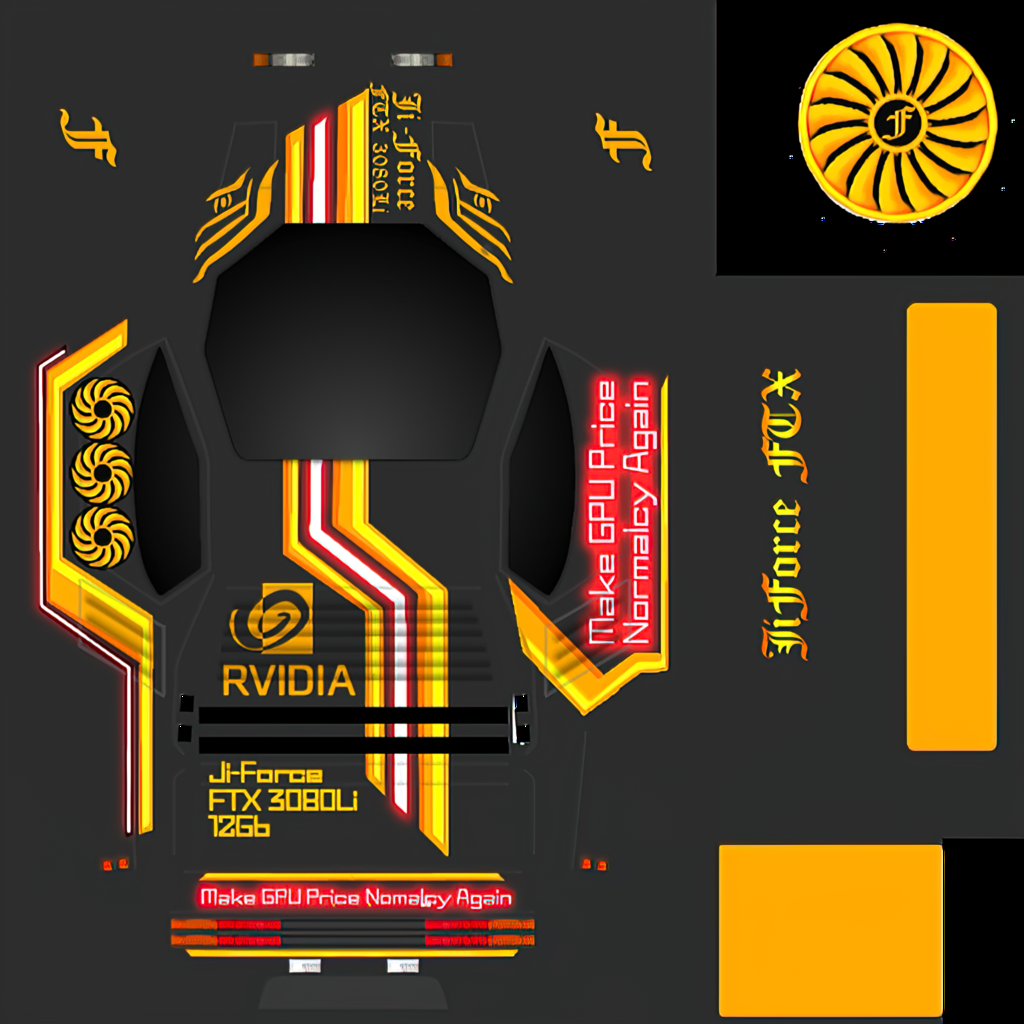 F
F
F
Ji-Force
FTX 3080Li
Make GPU Price
Normalcy Again
JiForce FTX
RVIDIA
Ji-Force
FTX 3080Li
12Gb
Make GPU Price Nomalcy Again